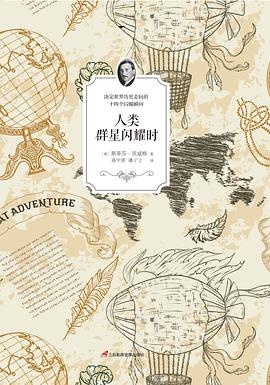 决定世界历史走向的
十四个闪耀瞬间
人类
群星闪耀时
[奥] 斯蒂芬·茨威格 著
高中甫 潘子立 译
AT ADVENTURE